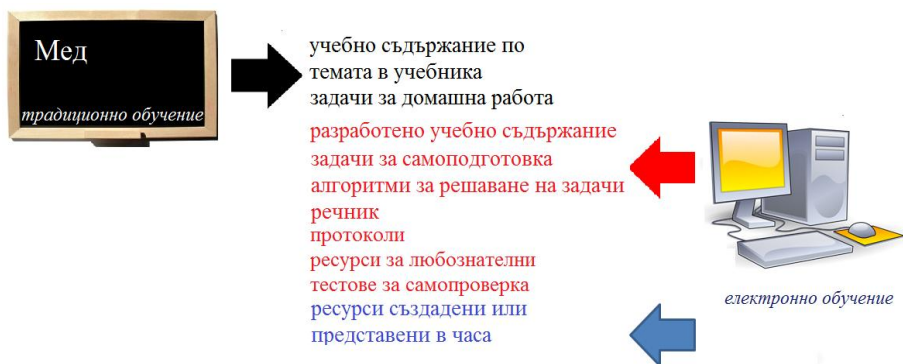 Мед
традиционно обучение
учебно съдържание по
темата в учебника
задачи за домашна работа
разработено учебно съдържание
задачи за самоподготовка
алгоритми за решаване на задачи
речник
протоколи
ресурси за любознателни
тестове за самопроверка
ресурси създадени или
представени в часа
електронно обучение